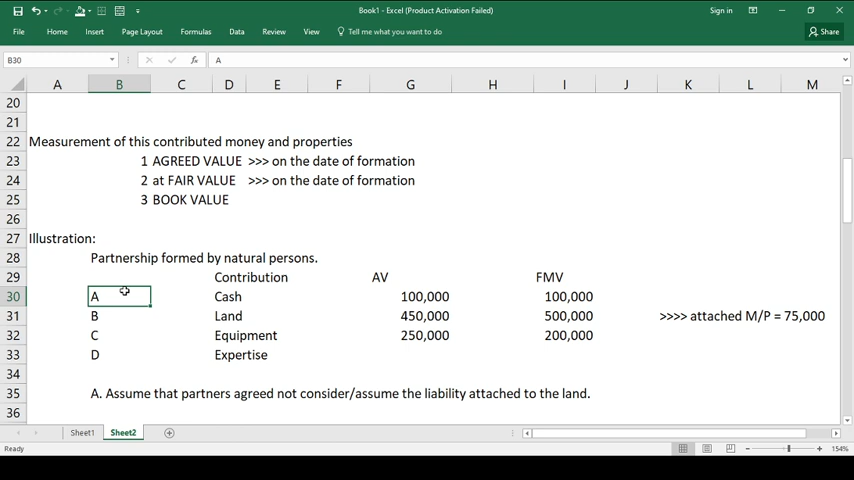 Book1 - Excel (Product Activation Failed)
Sign in
File Home Insert Page Layout Formulas Data Review View Tell me what you want to do Share
B30 fx A
A B C D E F G H I J K L M
20
21
22 Measurement of this contributed money and properties
23 1 AGREED VALUE >>> on the date of formation
24 2 at FAIR VALUE >>> on the date of formation
25 3 BOOK VALUE
26
27 Illustration:
28 Partnership formed by natural persons.
29 Contribution AV FMV
30 A Cash 100,000 100,000
31 B Land 450,000 500,000 >>>> attached M/P = 75,000
32 C Equipment 250,000 200,000
33 D Expertise
34
35 A. Assume that partners agreed not consider/assume the liability attached to the land.
36
Sheet1 Sheet2
Ready 154%